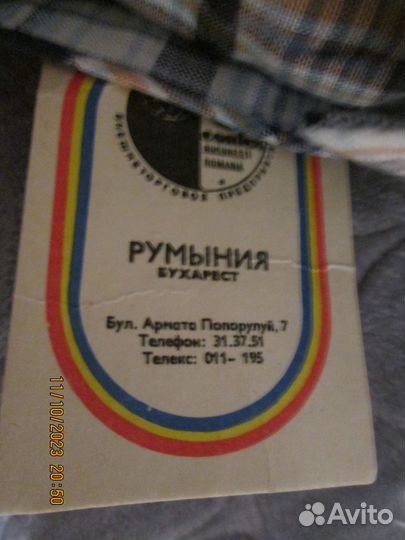 BUCUREȘTI
ROMANIA
ВНЕШНЕТОРГОВОЕ ПРЕДПРИЯТИЕ
РУМЫНИЯ
БУХАРЕСТ
Бул. Армата Попорулуй, 7
Телефон: 31.37.51
Телекс: 011- 195
11/10/2023 20:50
Avito